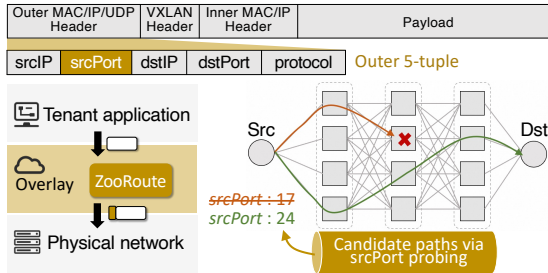 Outer MAC/IP/UDP Header
VXLAN Header
Inner MAC/IP Header
Payload
srcIP
srcPort
dstIP
dstPort
protocol
Outer 5-tuple
Tenant application
Overlay
ZooRoute
Physical network
Src
Dst
srcPort : 17
srcPort : 24
Candidate paths via
srcPort probing